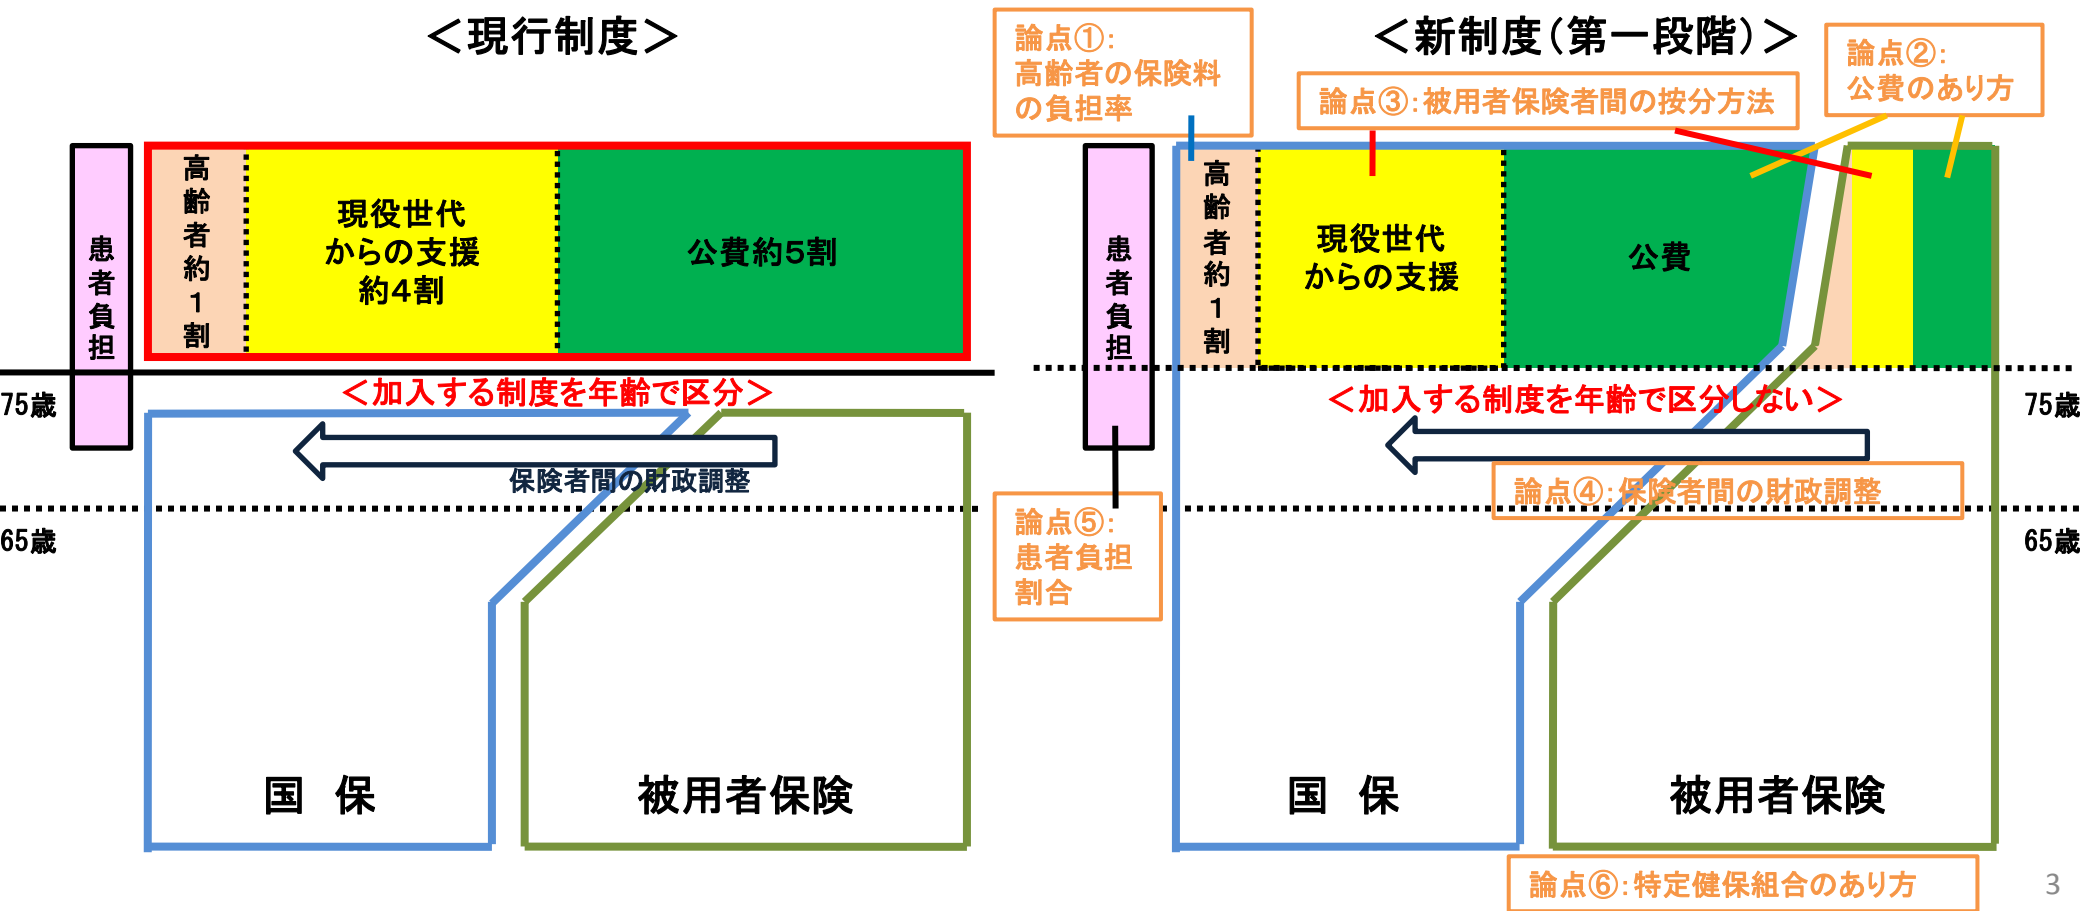 ＜現行制度＞
患者負担
高齢者約1割
現役世代
からの支援
約4割
公費約5割
75歳
＜加入する制度を年齢で区分＞
保険者間の財政調整
65歳
国 保
被用者保険
＜新制度（第一段階）＞
論点①：
高齢者の保険料
の負担率
論点③：被用者保険者間の按分方法
論点②：
公費のあり方
患者負担
高齢者約1割
現役世代
からの支援
公費
＜加入する制度を年齢で区分しない＞
75歳
論点④：保険者間の財政調整
論点⑤：
患者負担
割合
65歳
国 保
被用者保険
論点⑥：特定健保組合のあり方
3